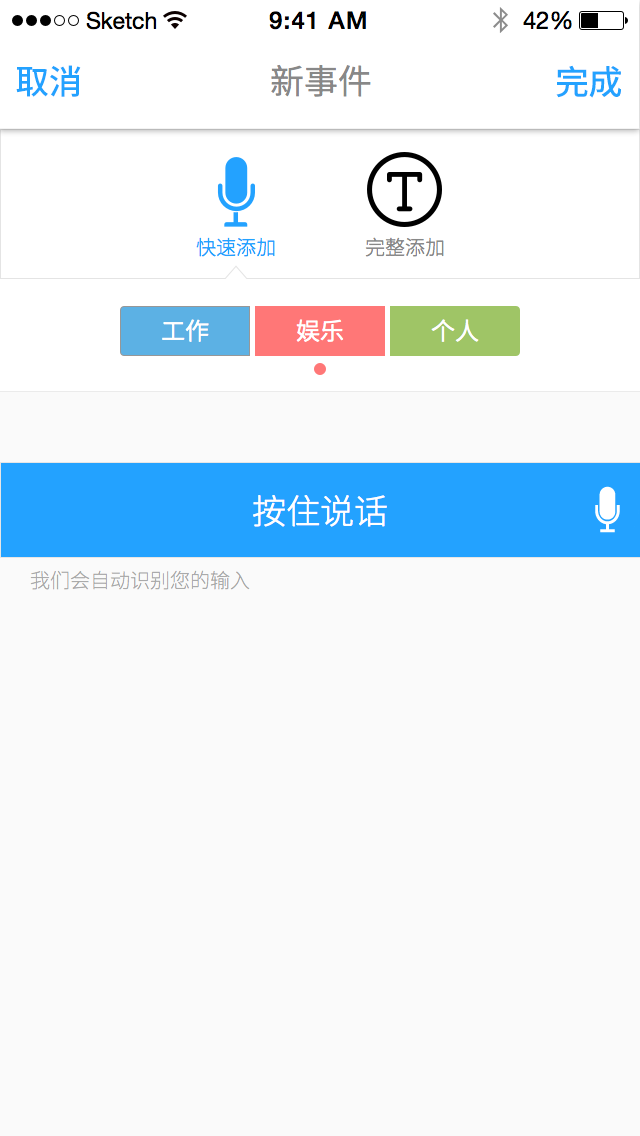 Sketch 9:41 AM 42%
取消 新事件 完成
快速添加 完整添加
工作 娱乐 个人
按住说话
我们会自动识别您的输入